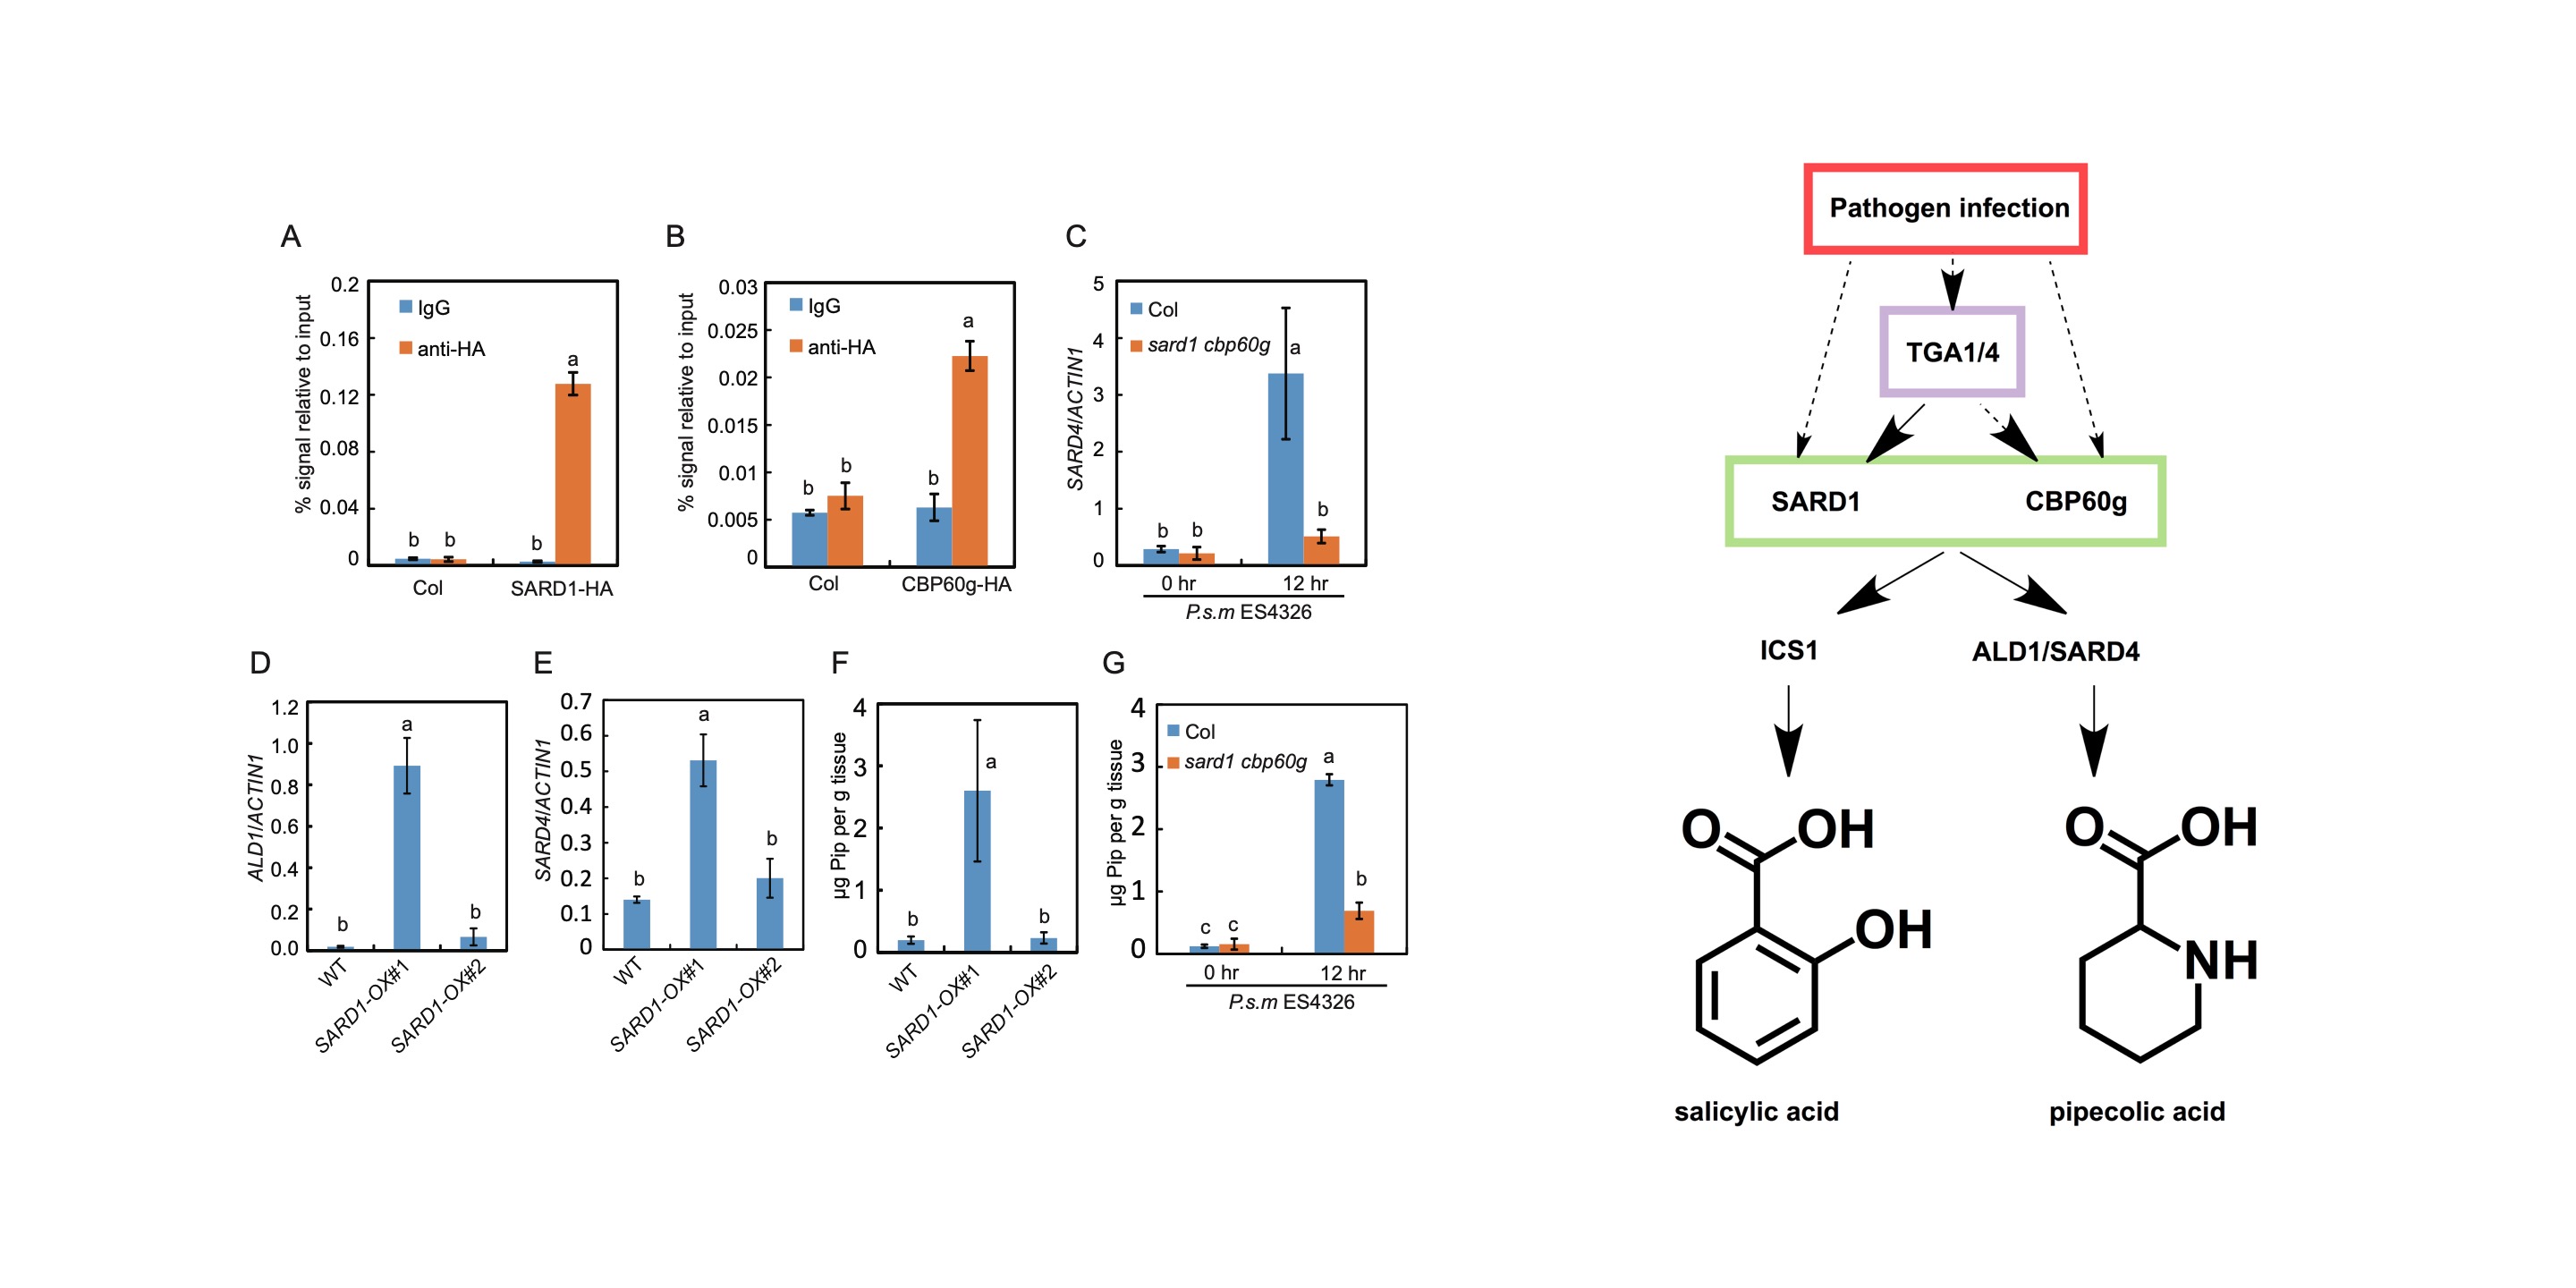 A
% signal relative to input
0.2
0.16
0.12
0.08
0.04
0
IgG
anti-HA
b
b
b
a
Col
SARD1-HA
B
% signal relative to input
0.03
0.025
0.02
0.015
0.01
0.005
0
IgG
anti-HA
b
b
b
a
Col
CBP60g-HA
C
SARD4/ACTIN1
5
4
3
2
1
0
Col
sard1 cbp60g
b
b
a
b
0 hr
12 hr
P.s.m ES4326
D
ALD1/ACTIN1
1.2
1.0
0.8
0.6
0.4
0.2
0.0
b
a
b
WT
SARD1-OX#1
SARD1-OX#2
E
SARD4/ACTIN1
0.7
0.6
0.5
0.4
0.3
0.2
0.1
0
b
a
b
WT
SARD1-OX#1
SARD1-OX#2
F
µg Pip per g tissue
4
3
2
1
0
b
a
b
WT
SARD1-OX#1
SARD1-OX#2
G
µg Pip per g tissue
4
3
2
1
0
Col
sard1 cbp60g
c
c
a
b
0 hr
12 hr
P.s.m ES4326
Pathogen infection
TGA1/4
SARD1
CBP60g
ICS1
ALD1/SARD4
O
OH
OH
salicylic acid
O
OH
NH
pipecolic acid